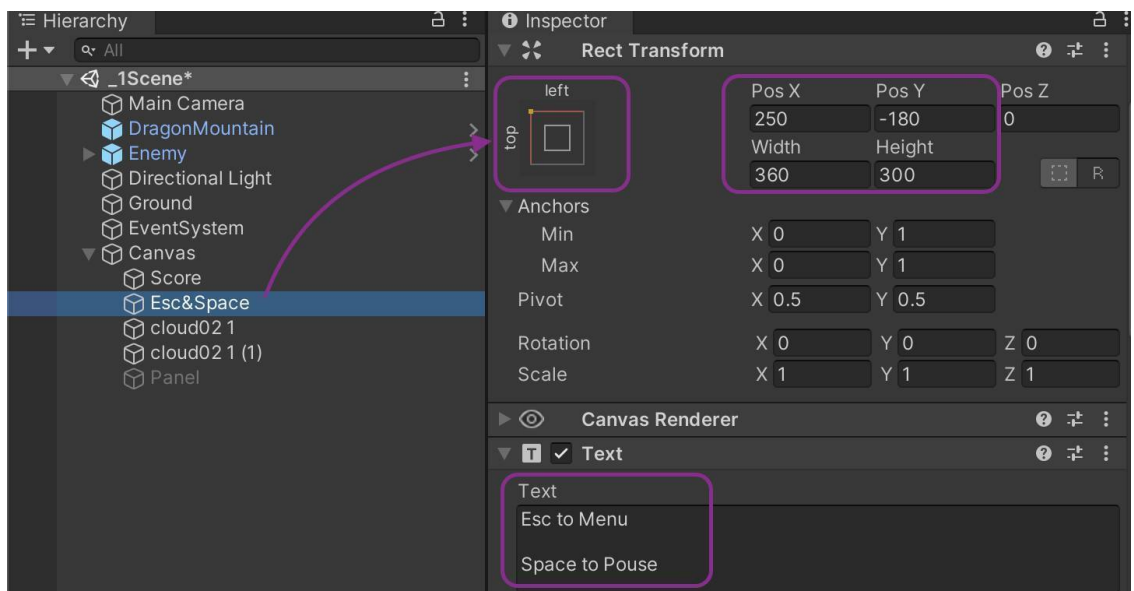 Hierarchy
All
_1Scene*
Main Camera
DragonMountain
Enemy
Directional Light
Ground
EventSystem
Canvas
Score
Esc&Space
cloud02 1
cloud02 1 (1)
Panel
Inspector
Rect Transform
left
top
Pos X Pos Y Pos Z
250 -180 0
Width Height
360 300
R
Anchors
Min X 0 Y 1
Max X 0 Y 1
Pivot X 0.5 Y 0.5
Rotation X 0 Y 0 Z 0
Scale X 1 Y 1 Z 1
Canvas Renderer
T Text
Text
Esc to Menu
Space to Pouse